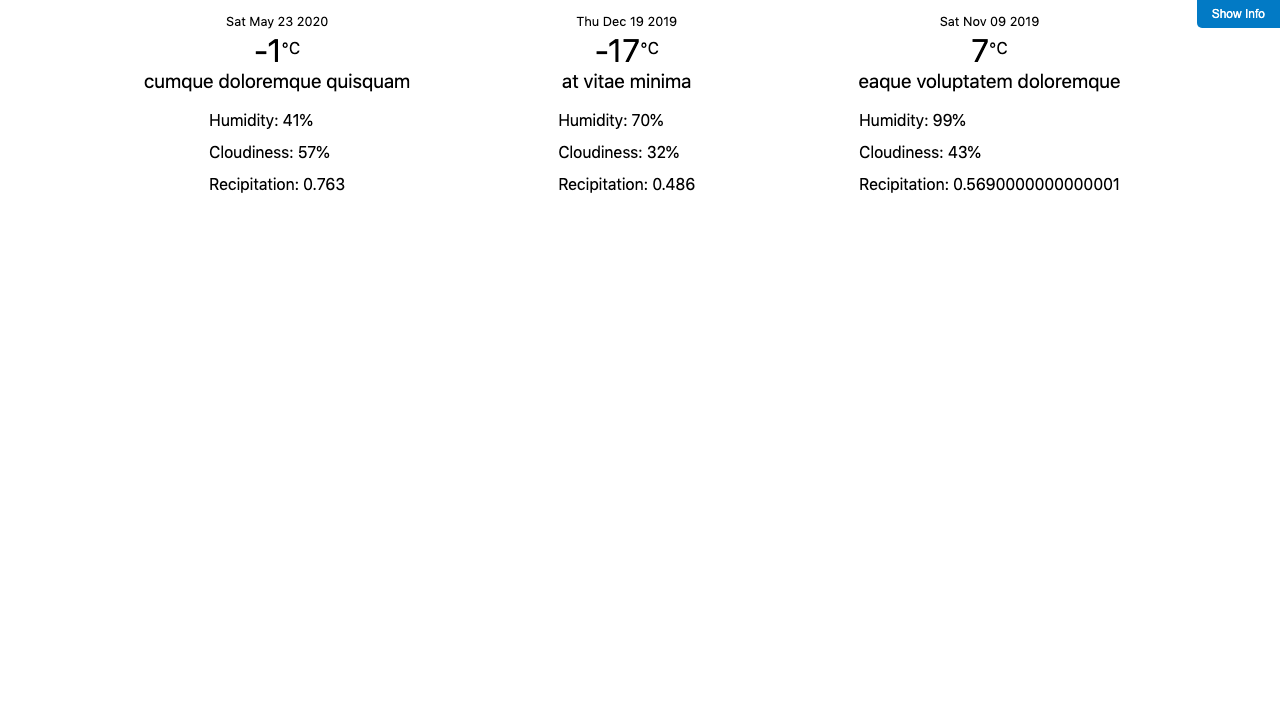 Show Info
Sat May 23 2020
-1°C
cumque doloremque quisquam
Humidity: 41%
Cloudiness: 57%
Recipitation: 0.763
Thu Dec 19 2019
-17°C
at vitae minima
Humidity: 70%
Cloudiness: 32%
Recipitation: 0.486
Sat Nov 09 2019
7°C
eaque voluptatem doloremque
Humidity: 99%
Cloudiness: 43%
Recipitation: 0.5690000000000001